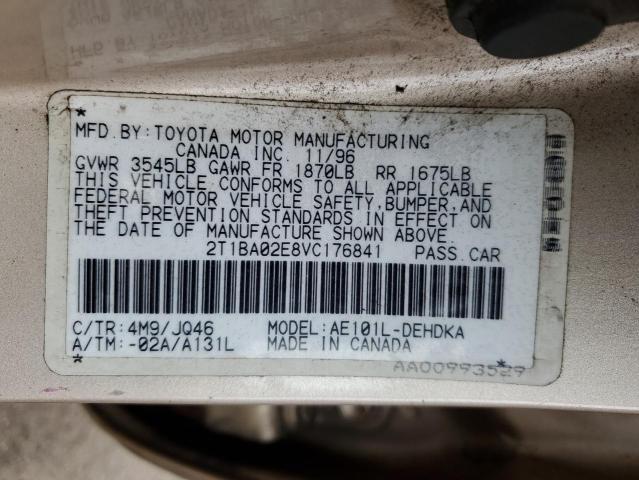 *
MFD.BY:TOYOTA MOTOR MANUFACTURING
CANADA INC. 11/96
GVWR 3545LB GAWR FR 1870LB RR 1675LB
THIS VEHICLE CONFORMS TO ALL APPLICABLE
FEDERAL MOTOR VEHICLE SAFETY,BUMPER,AND
THEFT PREVENTION STANDARDS IN EFFECT ON
THE DATE OF MANUFACTURE SHOWN ABOVE.
2T1BA02E8VC176841 PASS.CAR
C/TR:4M9/JQ46 MODEL:AE101L-DEHDKA
A/TM:-02A/A131L MADE IN CANADA
*
AA00993529